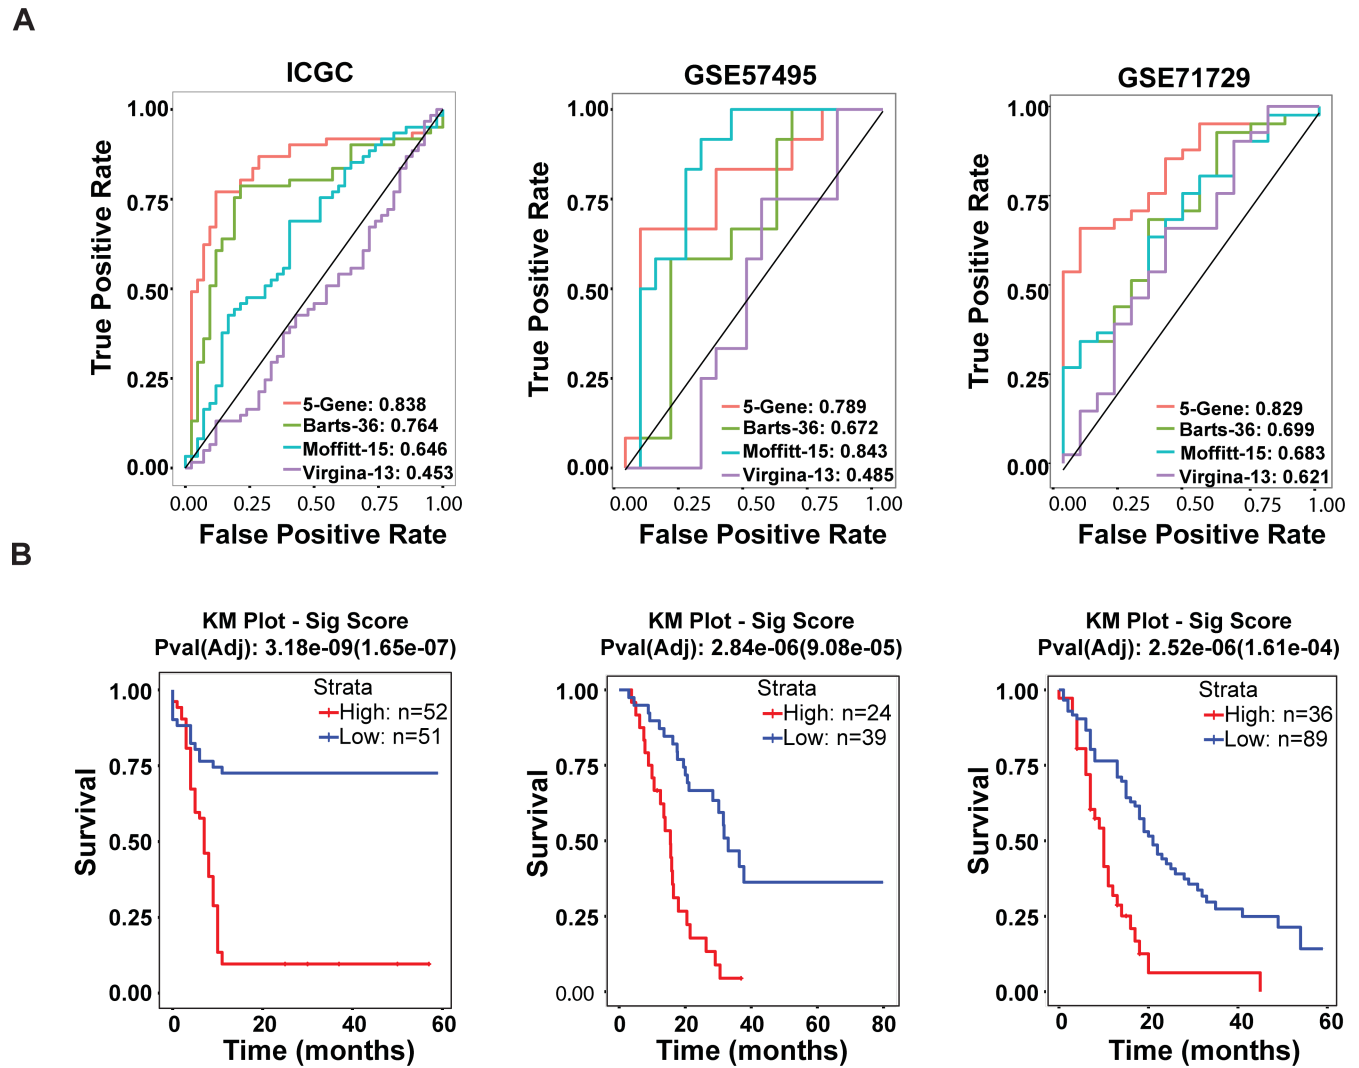 A
ICGC
1.00
0.75
0.50
0.25
0.00
True Positive Rate
5-Gene: 0.838
Barts-36: 0.764
Moffitt-15: 0.646
Virgina-13: 0.453
0.00 0.25 0.50 0.75 1.00
False Positive Rate
GSE57495
1.00
0.75
0.50
0.25
0.00
True Positive Rate
5-Gene: 0.789
Barts-36: 0.672
Moffitt-15: 0.843
Virgina-13: 0.485
0.00 0.25 0.50 0.75 1.00
False Positive Rate
GSE71729
1.00
0.75
0.50
0.25
0.00
True Positive Rate
5-Gene: 0.829
Barts-36: 0.699
Moffitt-15: 0.683
Virgina-13: 0.621
0.00 0.25 0.50 0.75 1.00
False Positive Rate
B
KM Plot - Sig Score
Pval(Adj): 3.18e-09(1.65e-07)
Strata
High: n=52
Low: n=51
1.00
0.75
0.50
0.25
0.00
Survival
0 20 40 60
Time (months)
KM Plot - Sig Score
Pval(Adj): 2.84e-06(9.08e-05)
Strata
High: n=24
Low: n=39
1.00
0.75
0.50
0.25
0.00
Survival
0 20 40 60 80
Time (months)
KM Plot - Sig Score
Pval(Adj): 2.52e-06(1.61e-04)
Strata
High: n=36
Low: n=89
1.00
0.75
0.50
0.25
0.00
Survival
0 20 40 60
Time (months)